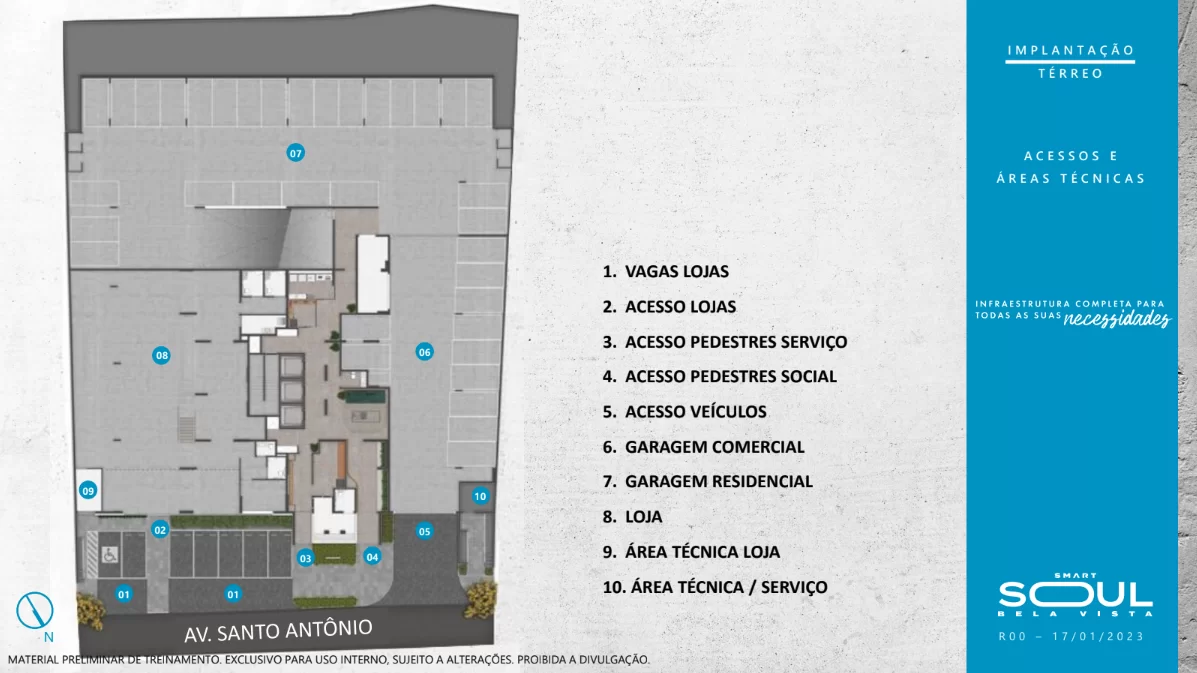 07
08
06
09
10
02
05
03
04
01
01
N
AV. SANTO ANTÔNIO
MATERIAL PRELIMINAR DE TREINAMENTO. EXCLUSIVO PARA USO INTERNO, SUJEITO A ALTERAÇÕES. PROIBIDA A DIVULGAÇÃO.
1. VAGAS LOJAS
2. ACESSO LOJAS
3. ACESSO PEDESTRES SERVIÇO
4. ACESSO PEDESTRES SOCIAL
5. ACESSO VEÍCULOS
6. GARAGEM COMERCIAL
7. GARAGEM RESIDENCIAL
8. LOJA
9. ÁREA TÉCNICA LOJA
10. ÁREA TÉCNICA / SERVIÇO
IMPLANTAÇÃO
TÉRREO
ACESSOS E
ÁREAS TÉCNICAS
INFRAESTRUTURA COMPLETA PARA
TODAS AS SUAS necessidades
SMART
SOUL
BELA VISTA
R00 – 17/01/2023